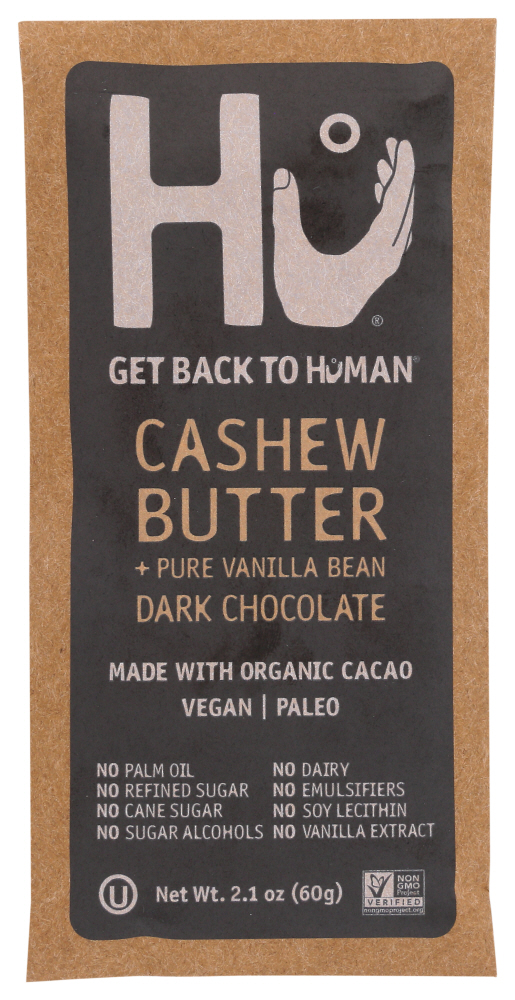 HU
®
GET BACK TO HUMAN®
CASHEW
BUTTER
+ PURE VANILLA BEAN
DARK CHOCOLATE
MADE WITH ORGANIC CACAO
VEGAN | PALEO
NO PALM OIL
NO REFINED SUGAR
NO CANE SUGAR
NO SUGAR ALCOHOLS
NO DAIRY
NO EMULSIFIERS
NO SOY LECITHIN
NO VANILLA EXTRACT
U
Net Wt. 2.1 oz (60g)
NON
GMO
Project
VERIFIED
nongmoproject.org